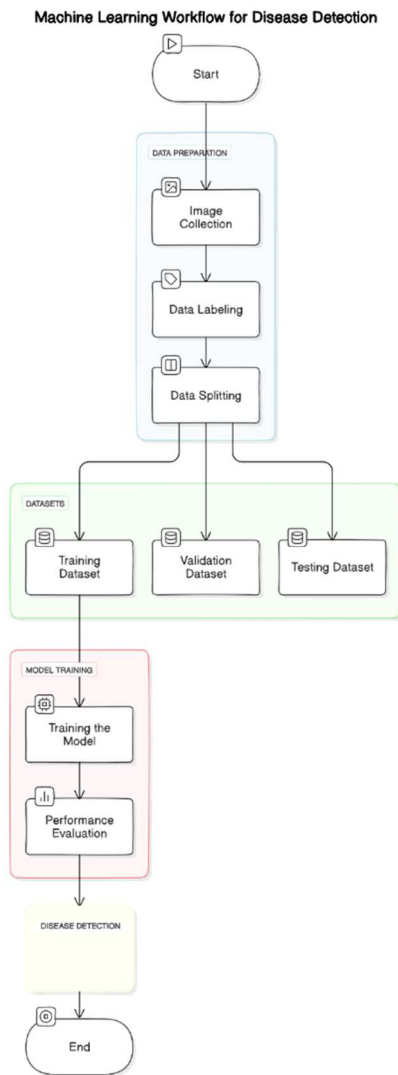 Machine Learning Workflow for Disease Detection
Start
DATA PREPARATION
Image
Collection
Data Labeling
Data Splitting
DATASETS
Training
Dataset
Validation
Dataset
Testing Dataset
MODEL TRAINING
Training the
Model
Performance
Evaluation
DISEASE DETECTION
End